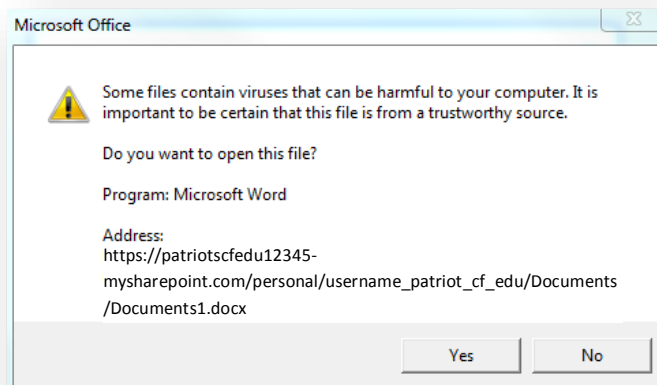 Microsoft Office
Some files contain viruses that can be harmful to your computer. It is
important to be certain that this file is from a trustworthy source.
Do you want to open this file?
Program: Microsoft Word
Address:
https://patriotscfedu12345-
mysharepoint.com/personal/username_patriot_cf_edu/Documents
/Documents1.docx
Yes No